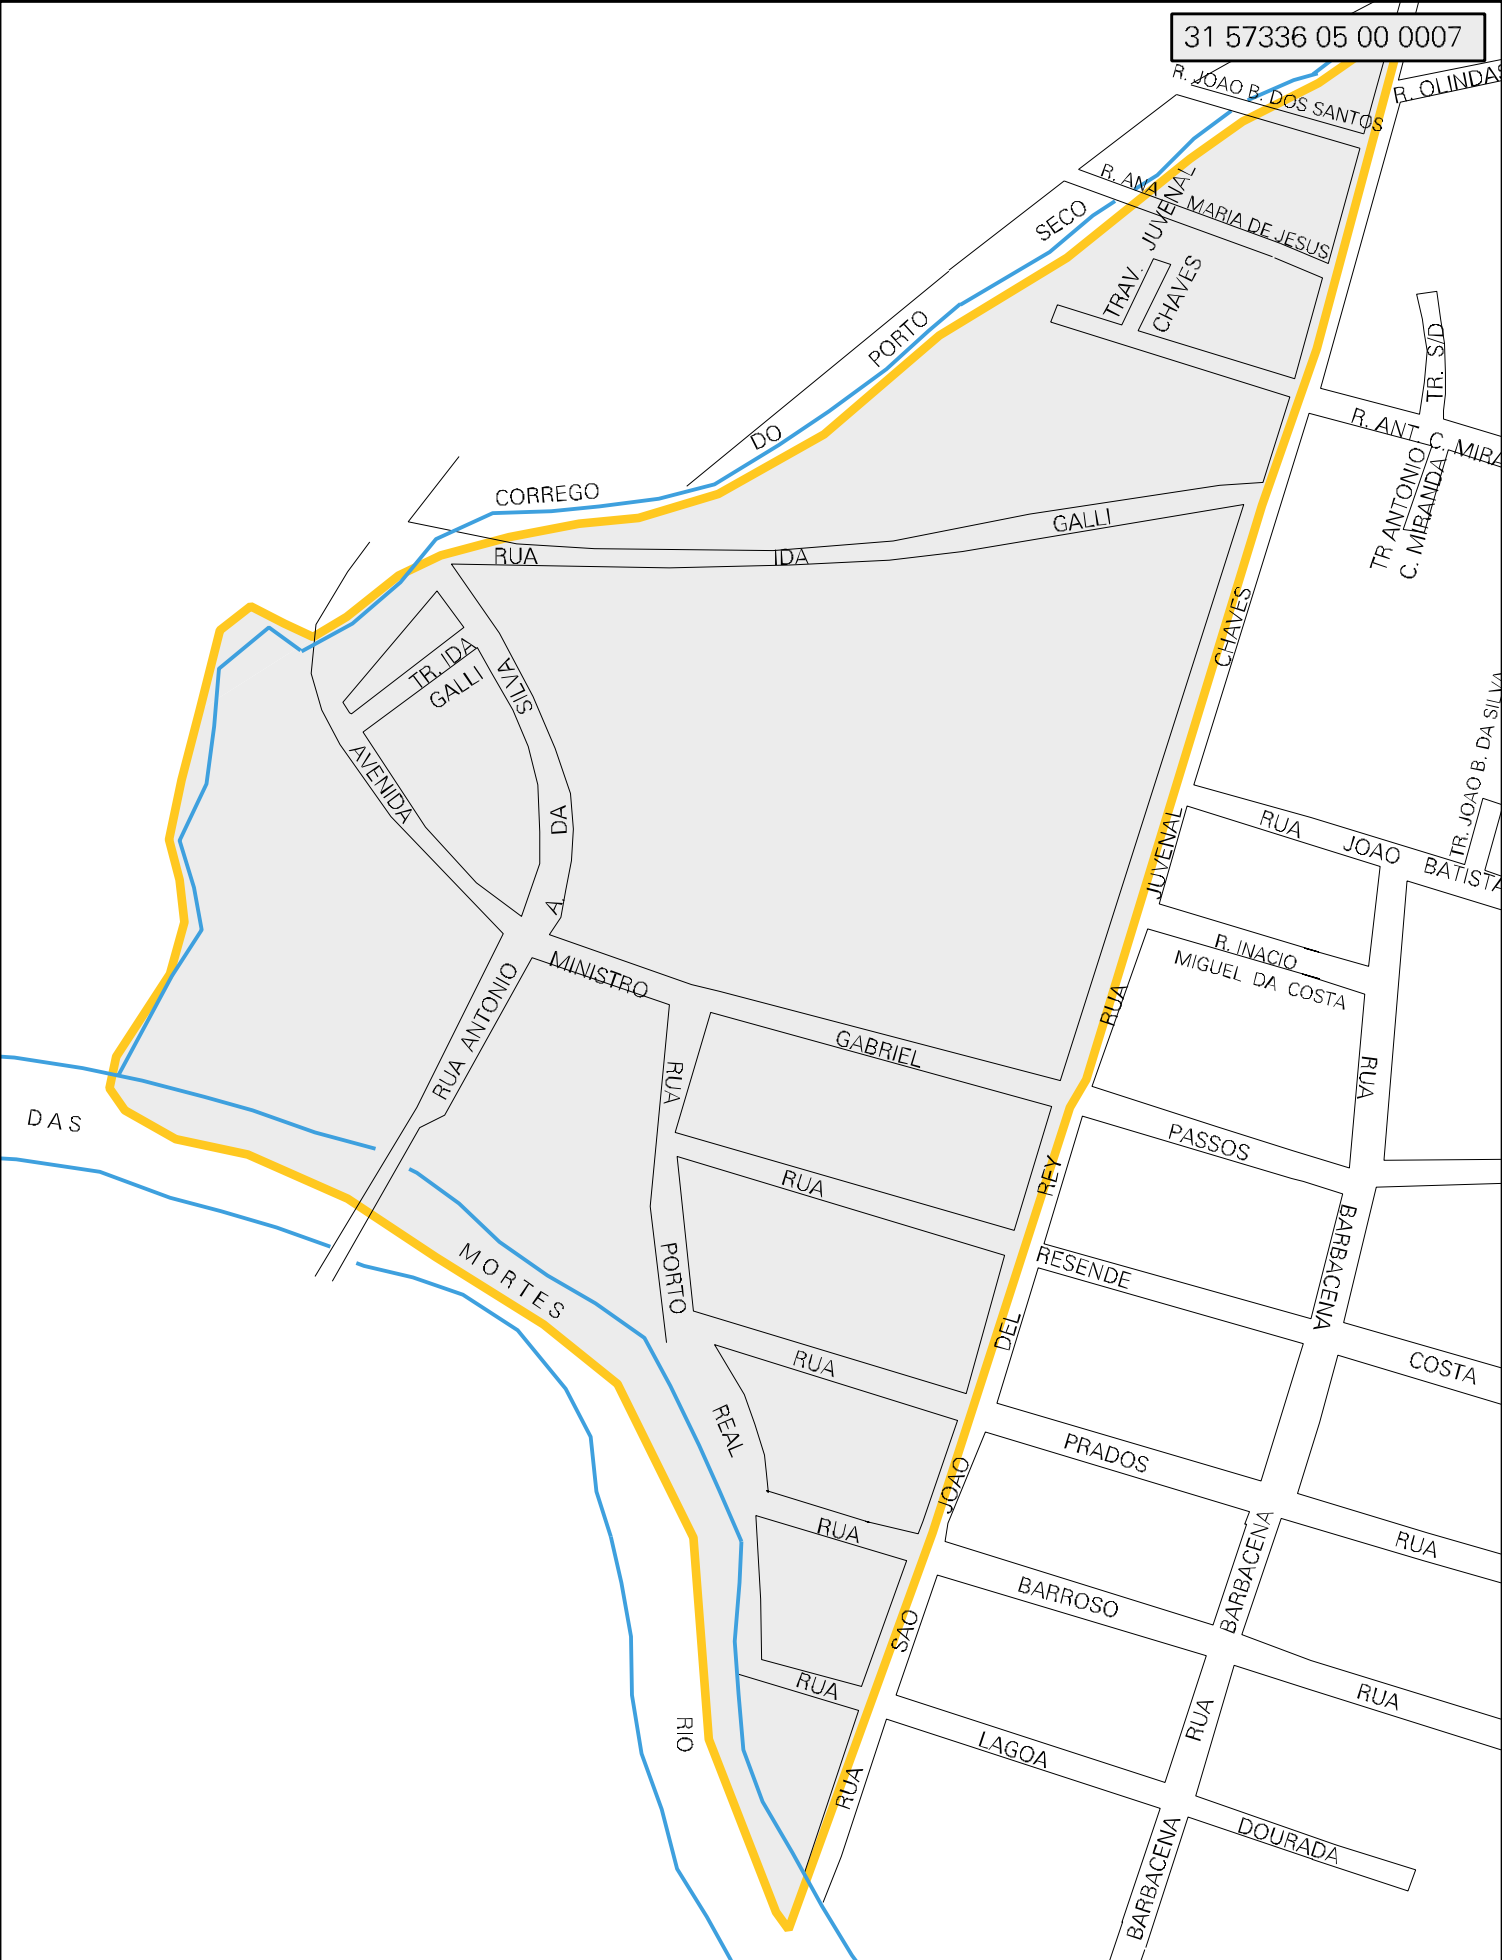 31 57336 05 00 0007
R. JOAO B. DOS SANTOS
R. OLINDAS
R. ANA MARIA DE JESUS
TRAV. JUVENAL
CHAVES
CORREGO DO PORTO SECO
TR. S/D
R. ANT. C. MIRA
TR ANTONIO
C. MIRANDA
RUA IDA GALLI
TR. IDA
GALLI
AVENIDA
A. DA SILVA
RUA JUVENAL CHAVES
TR. JOAO B. DA SILVA
RUA JOAO BATISTA
R. INACIO
MIGUEL DA COSTA
MINISTRO GABRIEL PASSOS
RUA ANTONIO
RUA PORTO REAL
RUA BARBACENA
RUA RESENDE COSTA
RUA PRADOS
RUA BARROSO
RUA LAGOA DOURADA
RUA
RUA
RUA SAO JOAO DEL REY
BARBACENA
RUA
BARBACENA
RIO DAS MORTES